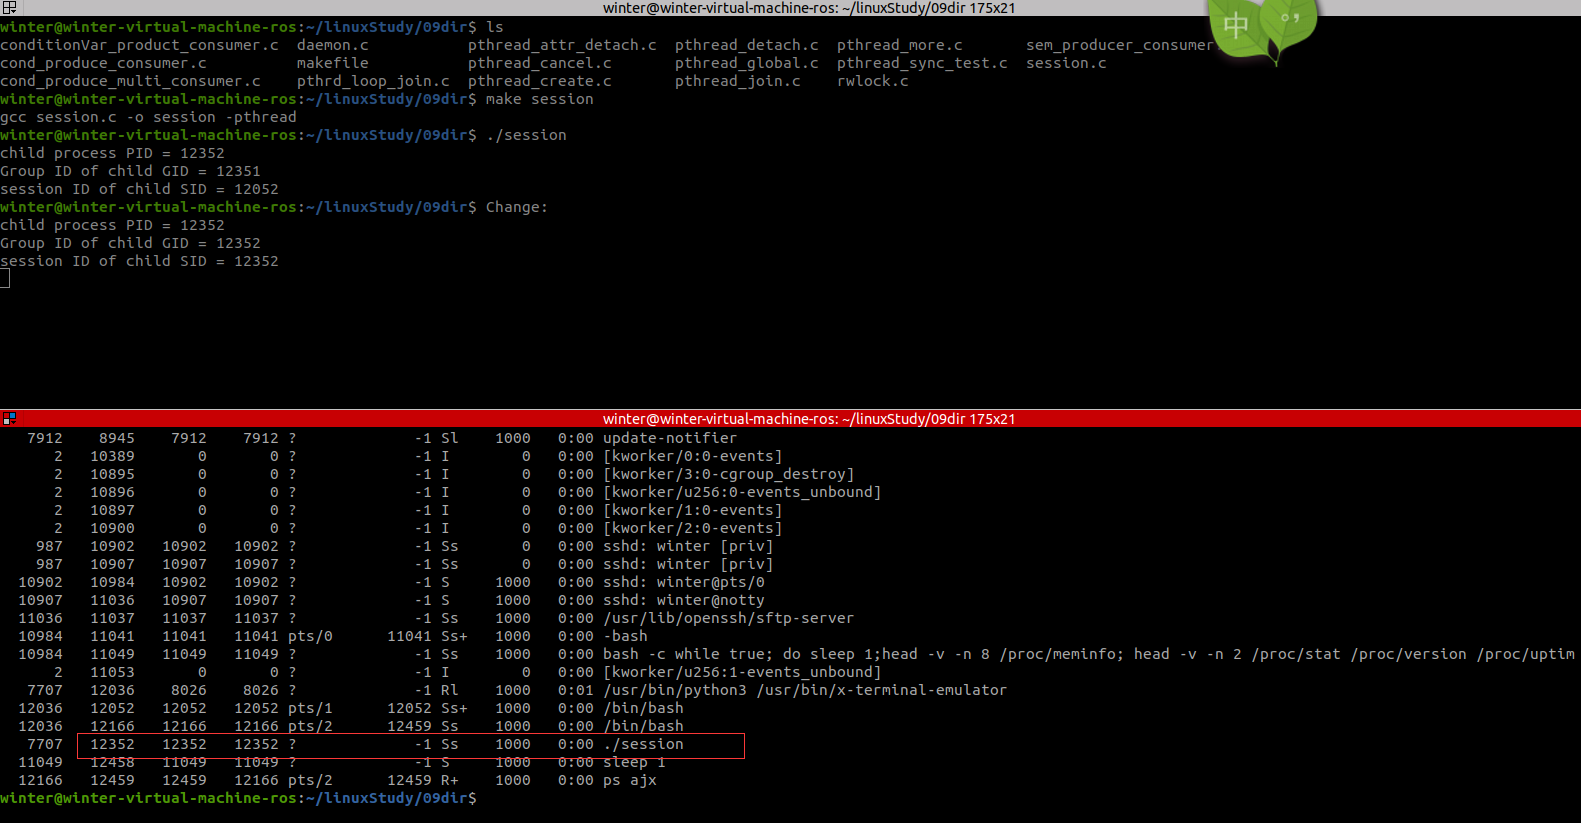 winter@winter-virtual-machine-ros: ~/linuxStudy/09dir 175x21
winter@winter-virtual-machine-ros:~/linuxStudy/09dir$ ls
conditionVar_product_consumer.c  daemon.c           pthread_attr_detach.c  pthread_detach.c  pthread_more.c       sem_producer_consumer
cond_produce_consumer.c          makefile           pthread_cancel.c       pthread_global.c  pthread_sync_test.c  session.c
cond_produce_multi_consumer.c    pthrd_loop_join.c  pthread_create.c       pthread_join.c    rwlock.c
winter@winter-virtual-machine-ros:~/linuxStudy/09dir$ make session
gcc session.c -o session -pthread
winter@winter-virtual-machine-ros:~/linuxStudy/09dir$ ./session
child process PID = 12352
Group ID of child GID = 12351
session ID of child SID = 12052
winter@winter-virtual-machine-ros:~/linuxStudy/09dir$ Change:
child process PID = 12352
Group ID of child GID = 12352
session ID of child SID = 12352
中 °,
winter@winter-virtual-machine-ros: ~/linuxStudy/09dir 175x21
7912 8945 7912 7912 ? -1 Sl 1000 0:00 update-notifier
2 10389 0 0 ? -1 I 0 0:00 [kworker/0:0-events]
2 10895 0 0 ? -1 I 0 0:00 [kworker/3:0-cgroup_destroy]
2 10896 0 0 ? -1 I 0 0:00 [kworker/u256:0-events_unbound]
2 10897 0 0 ? -1 I 0 0:00 [kworker/1:0-events]
2 10900 0 0 ? -1 I 0 0:00 [kworker/2:0-events]
987 10902 10902 10902 ? -1 Ss 0 0:00 sshd: winter [priv]
987 10907 10907 10907 ? -1 Ss 0 0:00 sshd: winter [priv]
10902 10984 10902 10902 ? -1 S 1000 0:00 sshd: winter@pts/0
10907 11036 10907 10907 ? -1 S 1000 0:00 sshd: winter@notty
11036 11037 11037 11037 ? -1 Ss 1000 0:00 /usr/lib/openssh/sftp-server
10984 11041 11041 11041 pts/0 11041 Ss+ 1000 0:00 -bash
10984 11049 11049 11049 ? -1 Ss 1000 0:00 bash -c while true; do sleep 1;head -v -n 8 /proc/meminfo; head -v -n 2 /proc/stat /proc/version /proc/uptim
2 11053 0 0 ? -1 I 0 0:00 [kworker/u256:1-events_unbound]
7707 12036 8026 8026 ? -1 Rl 1000 0:01 /usr/bin/python3 /usr/bin/x-terminal-emulator
12036 12052 12052 12052 pts/1 12052 Ss+ 1000 0:00 /bin/bash
12036 12166 12166 12166 pts/2 12459 Ss 1000 0:00 /bin/bash
7707 12352 12352 12352 ? -1 Ss 1000 0:00 ./session
11049 12458 11049 11049 ? -1 S 1000 0:00 sleep 1
12166 12459 12459 12166 pts/2 12459 R+ 1000 0:00 ps ajx
winter@winter-virtual-machine-ros:~/linuxStudy/09dir$